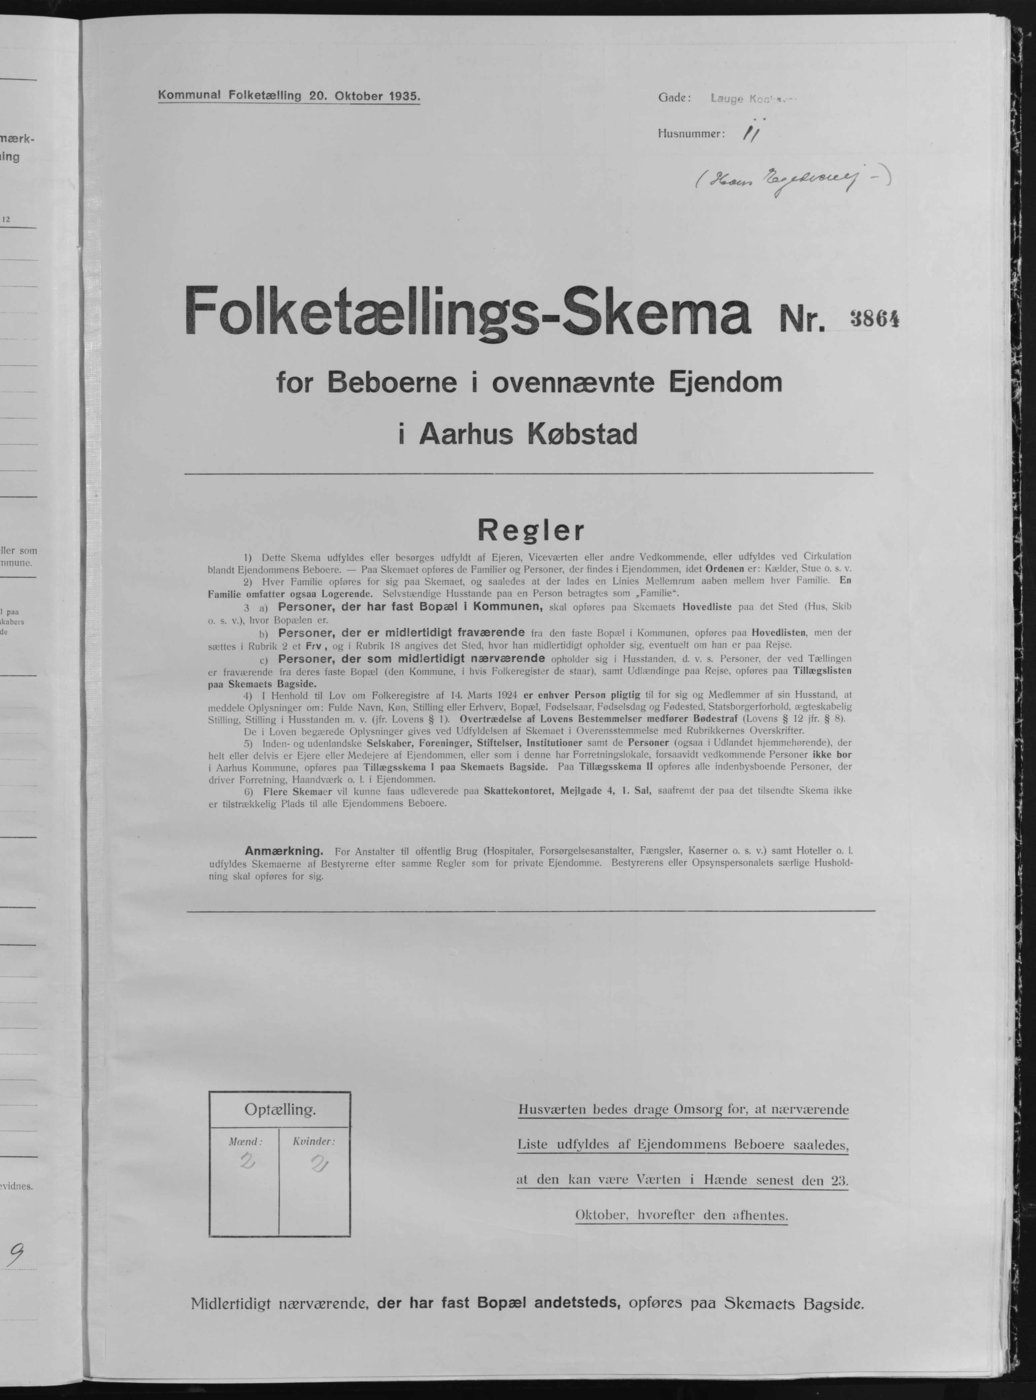 mærk-
ning
12
ller som
mmune.
l paa
skabers
de
vidnes.
9
Kommunal Folketælling 20. Oktober 1935.
Gade: Lauge Koch
Husnummer: 11
(Hans Egedesvej -)
Folketællings-Skema Nr. 3864
for Beboerne i ovennævnte Ejendom
i Aarhus Købstad
Regler
1) Dette Skema udfyldes eller besørges udfyldt af Ejeren, Viceværten eller andre Vedkommende, eller udfyldes ved Cirkulation
blandt Ejendommens Beboere. — Paa Skemaet opføres de Familier og Personer, der findes i Ejendommen, idet Ordenen er: Kælder, Stue o. s. v.
2) Hver Familie opføres for sig paa Skemaet, og saaledes at der lades en Linies Mellemrum aaben mellem hver Familie. En
Familie omfatter ogsaa Logerende. Selvstændige Husstande paa en Person betragtes som „Familie“.
3 a) Personer, der har fast Bopæl i Kommunen, skal opføres paa Skemaets Hovedliste paa det Sted (Hus, Skib
o. s. v.), hvor Bopælen er.
b) Personer, der er midlertidigt fraværende fra den faste Bopæl i Kommunen, opføres paa Hovedlisten, men der
sættes i Rubrik 2 et Frv, og i Rubrik 18 angives det Sted, hvor han midlertidigt opholder sig, eventuelt om han er paa Rejse.
c) Personer, der som midlertidigt nærværende opholder sig i Husstanden, d. v. s. Personer, der ved Tællingen
er fraværende fra deres faste Bopæl (den Kommune, i hvis Folkeregister de staar), samt Udlændinge paa Rejse, opføres paa Tillægslisten
paa Skemaets Bagside.
4) I Henhold til Lov om Folkeregistre af 14. Marts 1924 er enhver Person pligtig til for sig og Medlemmer af sin Husstand, at
meddele Oplysninger om: Fulde Navn, Køn, Stilling eller Erhverv, Bopæl, Fødselsaar, Fødselsdag og Fødested, Statsborgerforhold, ægteskabelig
Stilling, Stilling i Husstanden m. v. (jfr. Lovens § 1). Overtrædelse af Lovens Bestemmelser medfører Bødestraf (Lovens § 12 jfr. § 8).
De i Loven begærede Oplysninger gives ved Udfyldelsen af Skemaet i Overensstemmelse med Rubrikkernes Overskrifter.
5) Inden- og udenlandske Selskaber, Foreninger, Stiftelser, Institutioner samt de Personer (ogsaa i Udlandet hjemmehørende), der
helt eller delvis er Ejere eller Medejere af Ejendommen, eller som i denne har Forretningslokale, forsaavidt vedkommende Personer ikke bor
i Aarhus Kommune, opføres paa Tillægsskema I paa Skemaets Bagside. Paa Tillægsskema II opføres alle indenbysboende Personer, der
driver Forretning, Haandværk o. l. i Ejendommen.
6) Flere Skemaer vil kunne faas udleverede paa Skattekontoret, Mejlgade 4, 1. Sal, saafremt der paa det tilsendte Skema ikke
er tilstrækkelig Plads til alle Ejendommens Beboere.
Anmærkning. For Anstalter til offentlig Brug (Hospitaler, Forsørgelsesanstalter, Fængsler, Kaserner o. s. v.) samt Hoteller o. l.
udfyldes Skemaerne af Bestyrerne efter samme Regler som for private Ejendomme. Bestyrerens eller Opsynspersonalets særlige Hushold-
ning skal opføres for sig.
Optælling.
Mænd: Kvinder:
2 2
Husværten bedes drage Omsorg for, at nærværende
Liste udfyldes af Ejendommens Beboere saaledes,
at den kan være Værten i Hænde senest den 23.
Oktober, hvorefter den afhentes.
Midlertidigt nærværende, der har fast Bopæl andetsteds, opføres paa Skemaets Bagside.